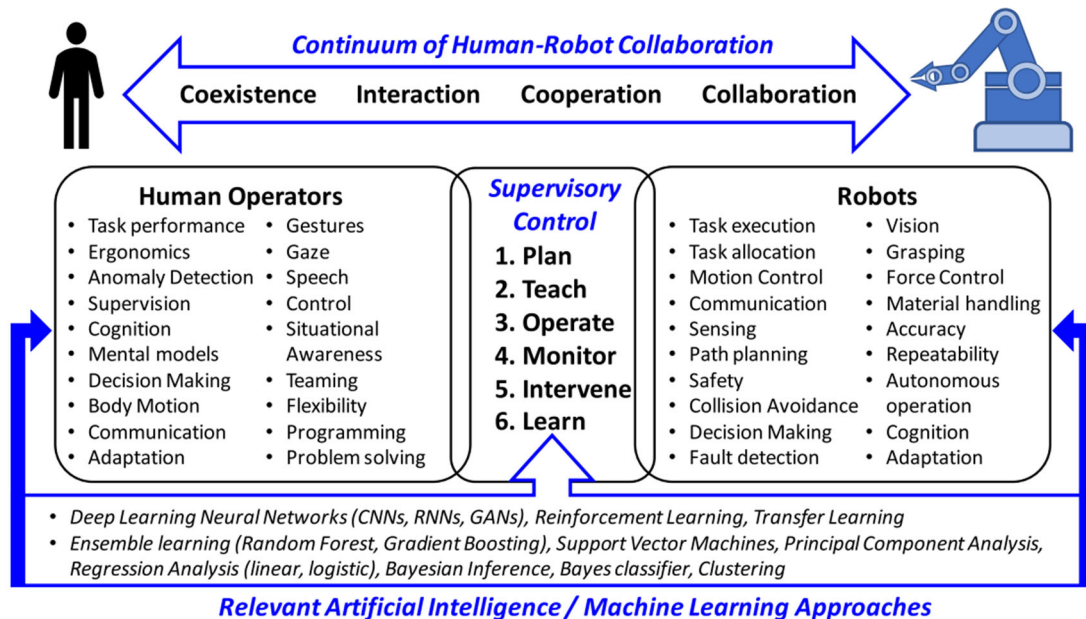 Continuum of Human-Robot Collaboration
Coexistence Interaction Cooperation Collaboration
Human Operators
• Task performance
• Ergonomics
• Anomaly Detection
• Supervision
• Cognition
• Mental models
• Decision Making
• Body Motion
• Communication
• Adaptation
• Gestures
• Gaze
• Speech
• Control
• Situational
Awareness
• Teaming
• Flexibility
• Programming
• Problem solving
Supervisory
Control
1. Plan
2. Teach
3. Operate
4. Monitor
5. Intervene
6. Learn
Robots
• Task execution
• Task allocation
• Motion Control
• Communication
• Sensing
• Path planning
• Safety
• Collision Avoidance
• Decision Making
• Fault detection
• Vision
• Grasping
• Force Control
• Material handling
• Accuracy
• Repeatability
• Autonomous
operation
• Cognition
• Adaptation
• Deep Learning Neural Networks (CNNs, RNNs, GANs), Reinforcement Learning, Transfer Learning
• Ensemble learning (Random Forest, Gradient Boosting), Support Vector Machines, Principal Component Analysis,
Regression Analysis (linear, logistic), Bayesian Inference, Bayes classifier, Clustering
Relevant Artificial Intelligence / Machine Learning Approaches